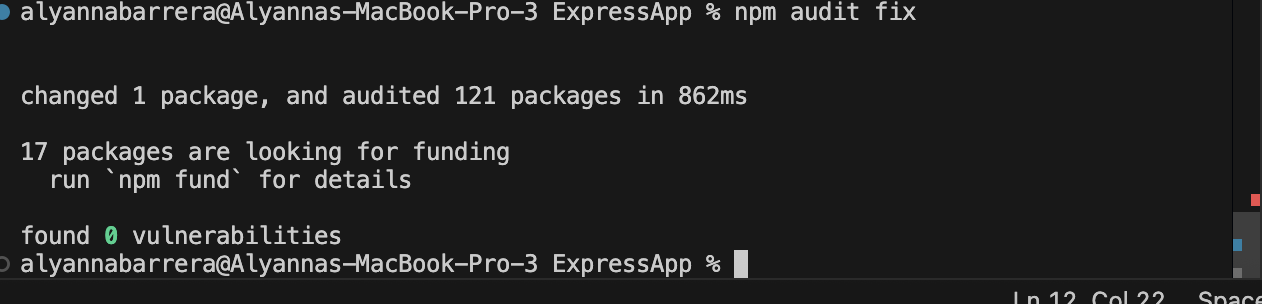 alyannabarrera@Alyannas-MacBook-Pro-3 ExpressApp % npm audit fix
changed 1 package, and audited 121 packages in 862ms
17 packages are looking for funding
run `npm fund` for details
found 0 vulnerabilities
alyannabarrera@Alyannas-MacBook-Pro-3 ExpressApp %
Ln 12, Col 22 Space